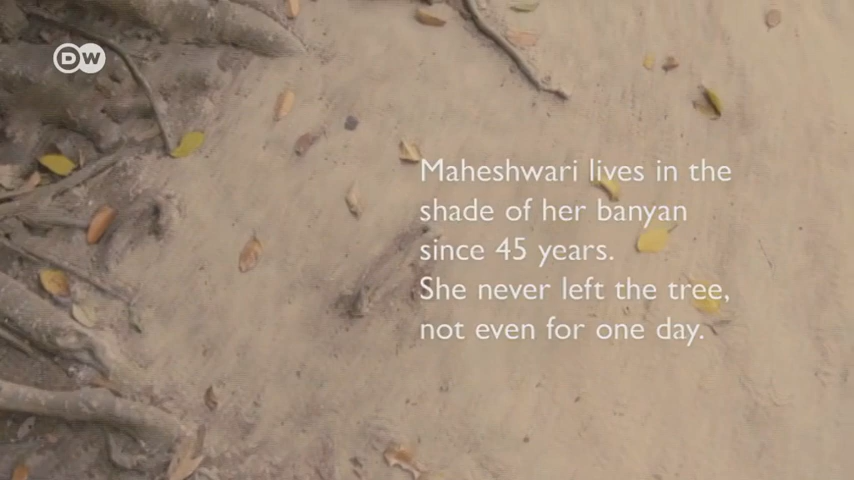 DW
Maheshwari lives in the
shade of her banyan
since 45 years.
She never left the tree,
not even for one day.